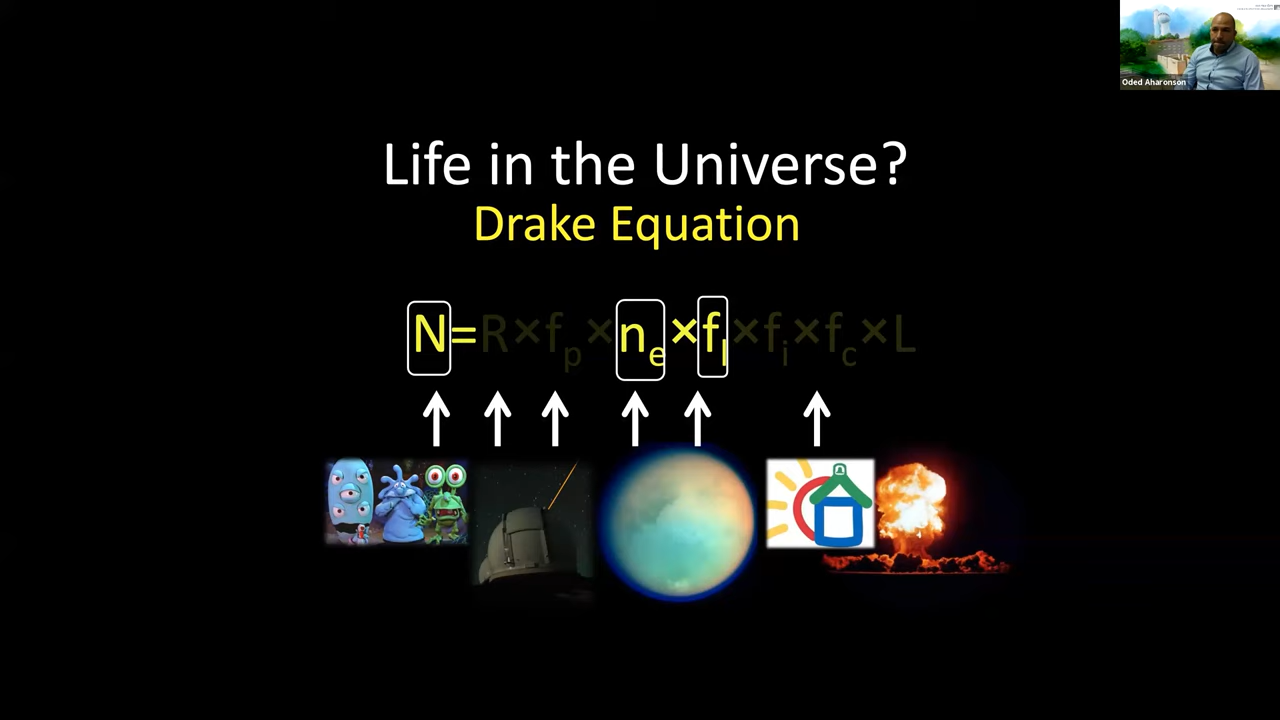 Oded Aharonson
Life in the Universe?
Drake Equation
N=R×fp×ne×fl×fi×fc×L